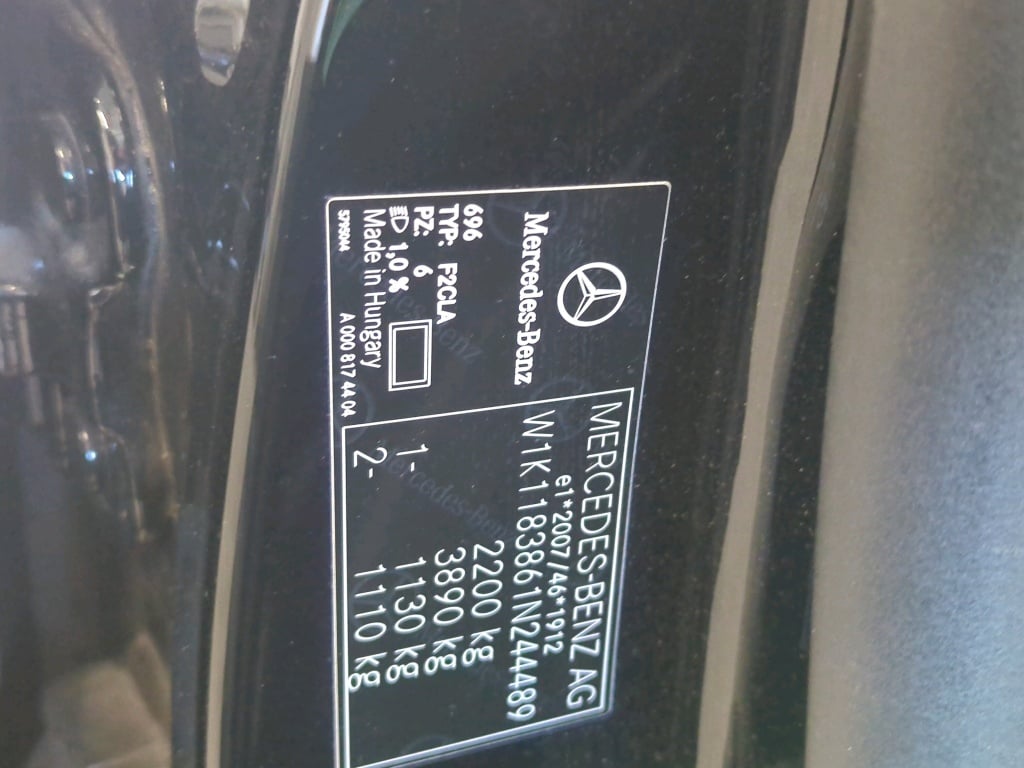 Mercedes-Benz
696
TYP: F2CLA
PZ: 6
1,0 %
Made in Hungary
A 000 817 44 04
MERCEDES-BENZ AG
e1*2007/46*1912
W1K1183861N244489
2200 kg
3890 kg
1- 1130 kg
2- 1110 kg